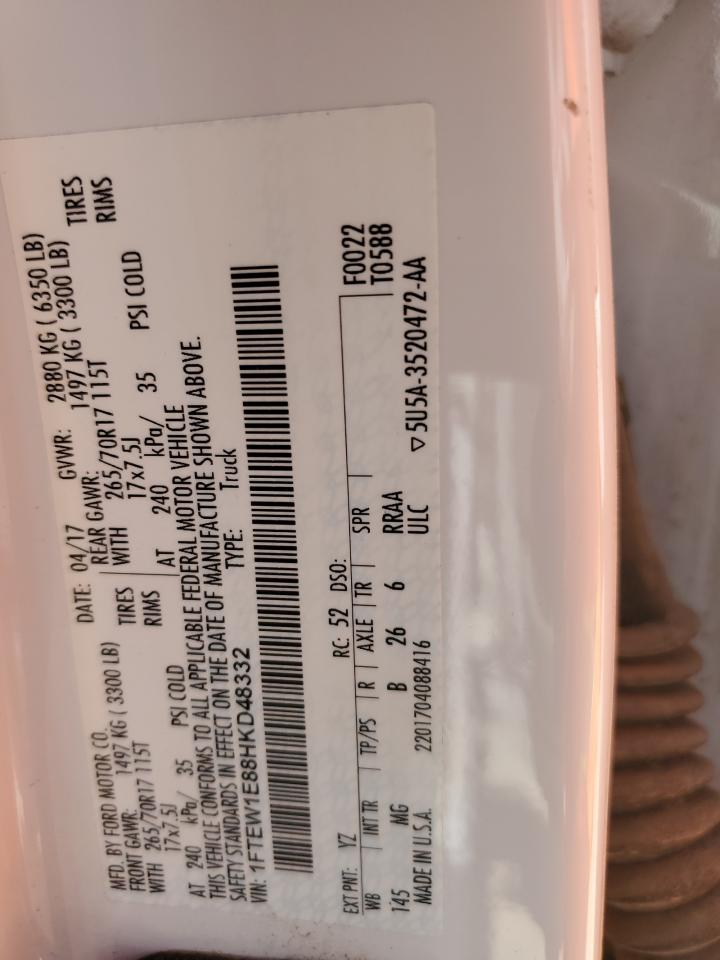 MFD. BY FORD MOTOR CO.
DATE: 04/17 GVWR: 2880 KG ( 6350 LB)
FRONT GAWR: 1497 KG ( 3300 LB) REAR GAWR: 1497 KG ( 3300 LB)
WITH 265/70R17 115T TIRES WITH 265/70R17 115T TIRES
17x7.5J RIMS 17x7.5J RIMS
AT 240 kPa/ 35 PSI COLD AT 240 kPa/ 35 PSI COLD
THIS VEHICLE CONFORMS TO ALL APPLICABLE FEDERAL MOTOR VEHICLE
SAFETY STANDARDS IN EFFECT ON THE DATE OF MANUFACTURE SHOWN ABOVE.
VIN: 1FTEW1E88HKD48332 TYPE: Truck
EXT PNT: YZ RC: 52 DSO: F0022
WB INT TR TP/PS R AXLE TR SPR T0588
145 MG B 26 6 RRAA
MADE IN U.S.A. 2201704088416 ULC ▽5U5A-3520472-AA